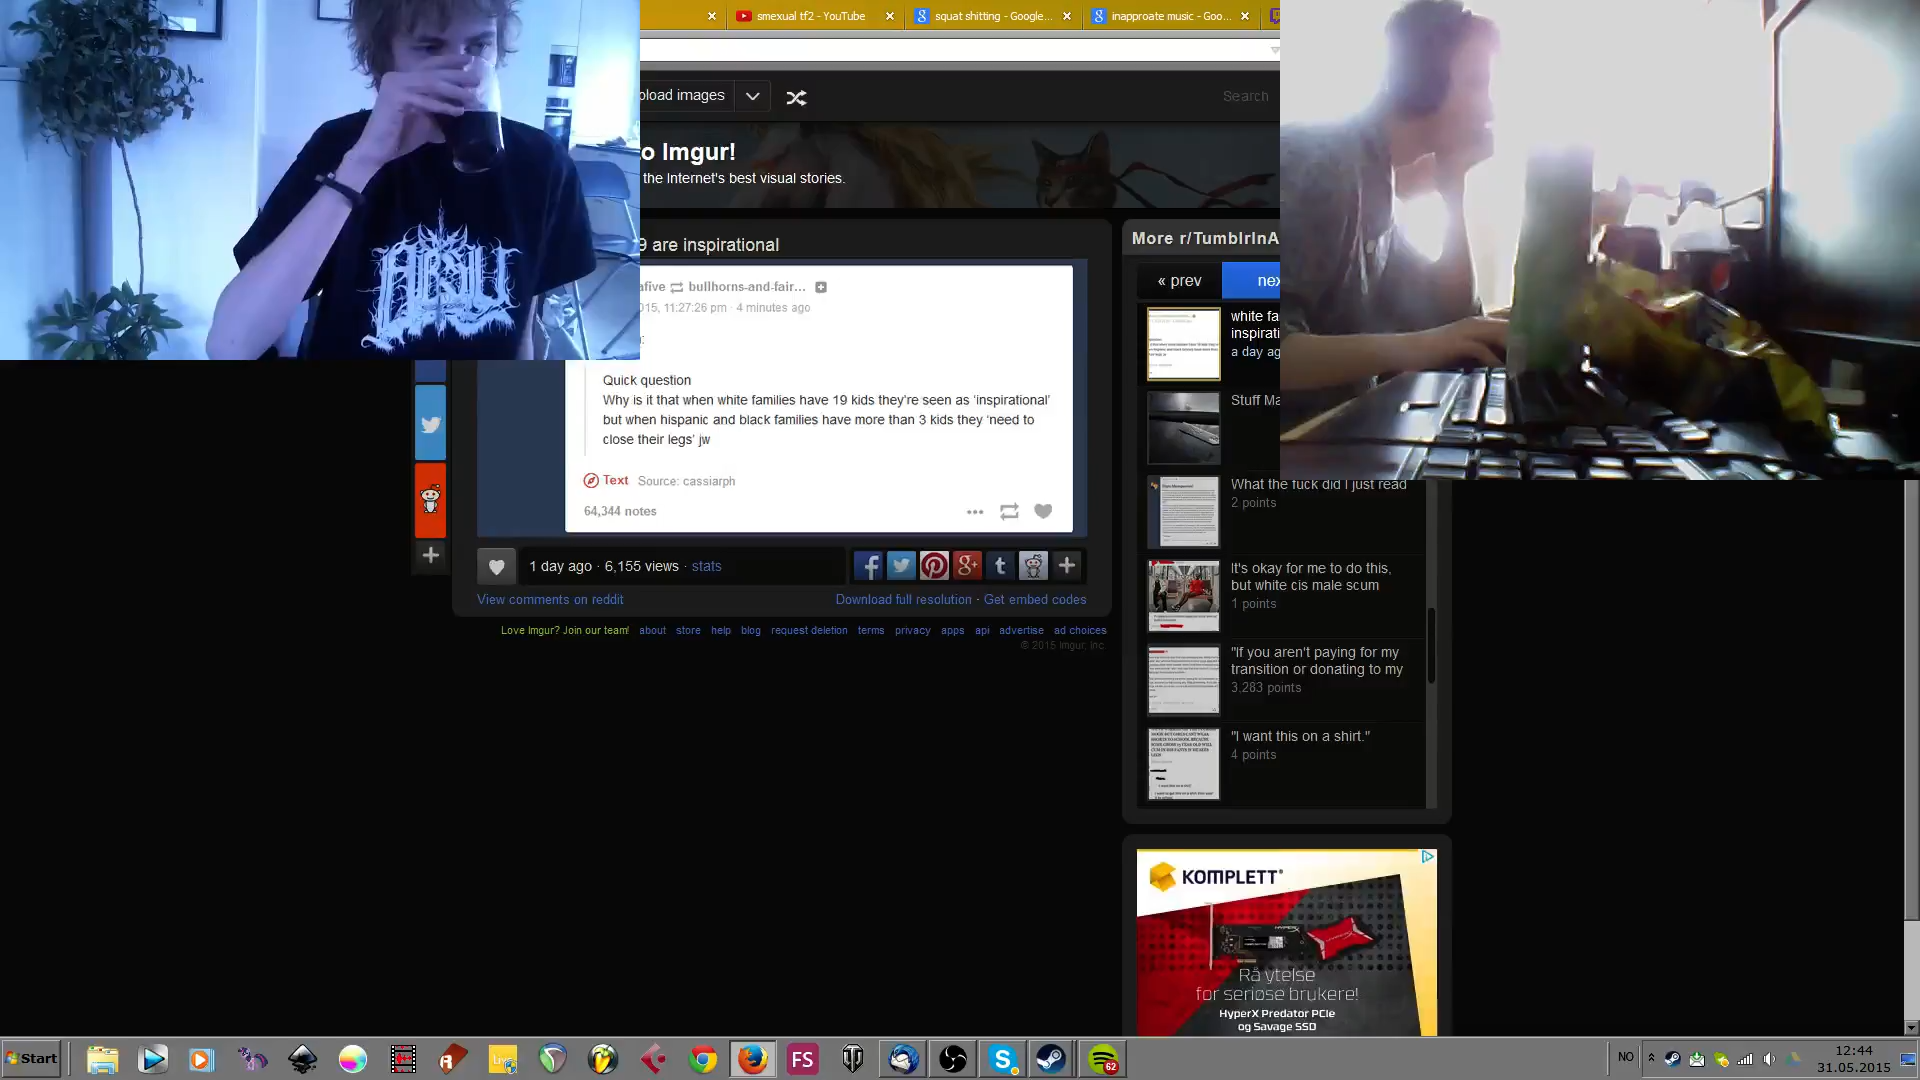 smexual tf2 - YouTube
squat shitting - Google...
inapproate music - Goo...
pload images
Search
o Imgur!
the Internet's best visual stories.
9 are inspirational
afive bullhorns-and-fair...
015, 11:27:26 pm · 4 minutes ago
Quick question
Why is it that when white families have 19 kids they're seen as 'inspirational'
but when hispanic and black families have more than 3 kids they 'need to
close their legs' jw
Text Source: cassiarph
64,344 notes
1 day ago · 6,155 views · stats
View comments on reddit
Download full resolution · Get embed codes
Love Imgur? Join our team! about store help blog request deletion terms privacy apps api advertise ad choices
© 2015 Imgur, Inc.
More r/TumblrInA
« prev
nex
white fa
inspirati
a day ag
Stuff Ma
What the fuck did I just read
2 points
It's okay for me to do this,
but white cis male scum
1 points
"If you aren't paying for my
transition or donating to my
3,283 points
"I want this on a shirt."
4 points
KOMPLETT
Rå ytelse
for seriøse brukere!
HyperX Predator PCIe
og Savage SSD
Start
FS
62
NO
12:44
31.05.2015